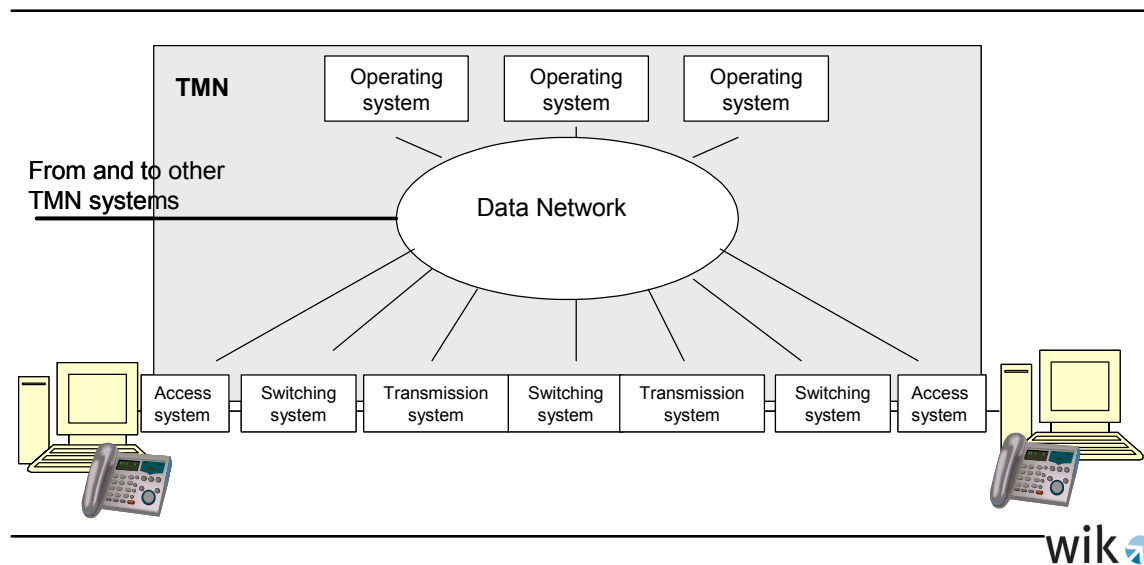 TMN
Operating
system
Operating
system
Operating
system
From and to other
TMN systems
Data Network
Access
system
Switching
system
Transmission
system
Switching
system
Transmission
system
Switching
system
Access
system
wik